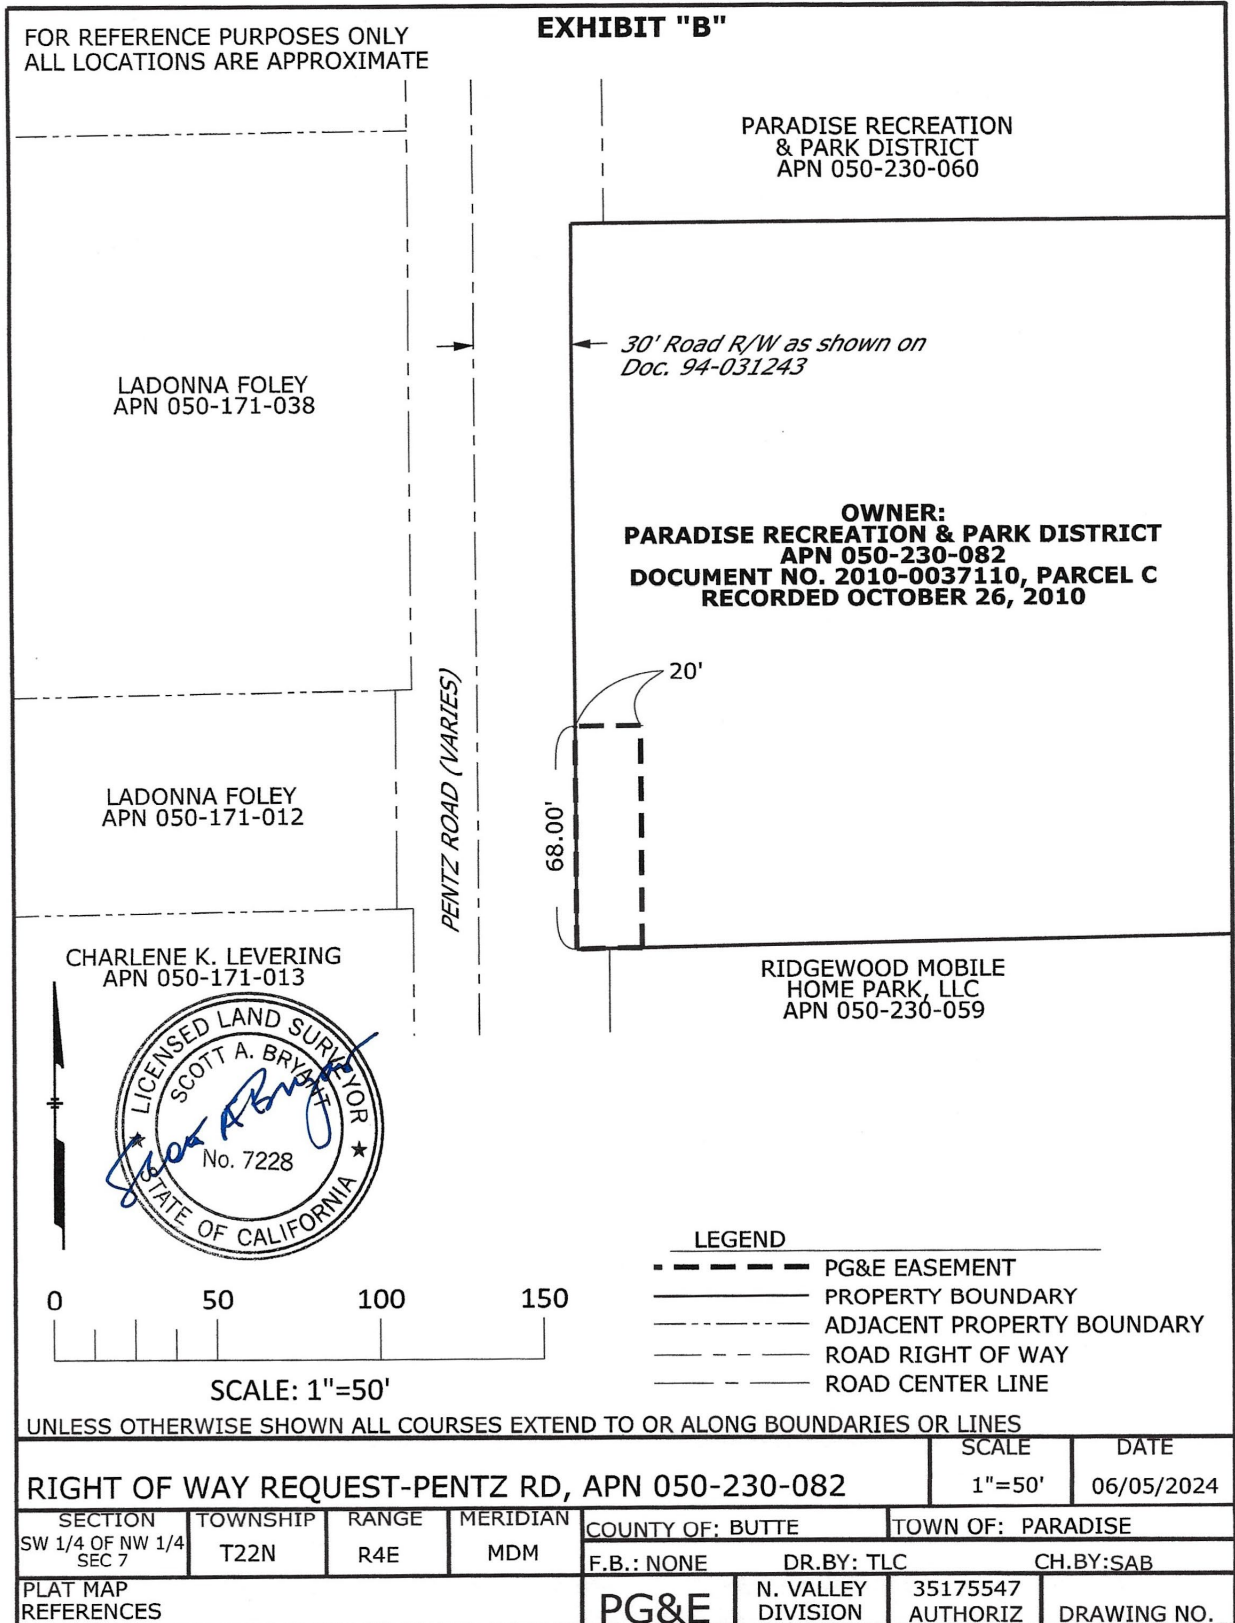 EXHIBIT "B"
FOR REFERENCE PURPOSES ONLY
ALL LOCATIONS ARE APPROXIMATE
PARADISE RECREATION
& PARK DISTRICT
APN 050-230-060
30' Road R/W as shown on
Doc. 94-031243
LADONNA FOLEY
APN 050-171-038
OWNER:
PARADISE RECREATION & PARK DISTRICT
APN 050-230-082
DOCUMENT NO. 2010-0037110, PARCEL C
RECORDED OCTOBER 26, 2010
20'
PENTZ ROAD (VARIES)
68.00'
LADONNA FOLEY
APN 050-171-012
CHARLENE K. LEVERING
APN 050-171-013
RIDGEWOOD MOBILE
HOME PARK, LLC
APN 050-230-059
LICENSED LAND SURVEYOR
SCOTT A. BRYANT
Scott A Bryant
No. 7228
STATE OF CALIFORNIA
LEGEND
PG&E EASEMENT
PROPERTY BOUNDARY
ADJACENT PROPERTY BOUNDARY
ROAD RIGHT OF WAY
ROAD CENTER LINE
0 50 100 150
SCALE: 1"=50'
UNLESS OTHERWISE SHOWN ALL COURSES EXTEND TO OR ALONG BOUNDARIES OR LINES
RIGHT OF WAY REQUEST-PENTZ RD, APN 050-230-082
SCALE
1"=50'
DATE
06/05/2024
SECTION
SW 1/4 OF NW 1/4
SEC 7
TOWNSHIP
T22N
RANGE
R4E
MERIDIAN
MDM
COUNTY OF: BUTTE
TOWN OF: PARADISE
F.B.: NONE
DR.BY: TLC
CH.BY:SAB
PLAT MAP
REFERENCES
PG&E
N. VALLEY
DIVISION
35175547
AUTHORIZ
DRAWING NO.